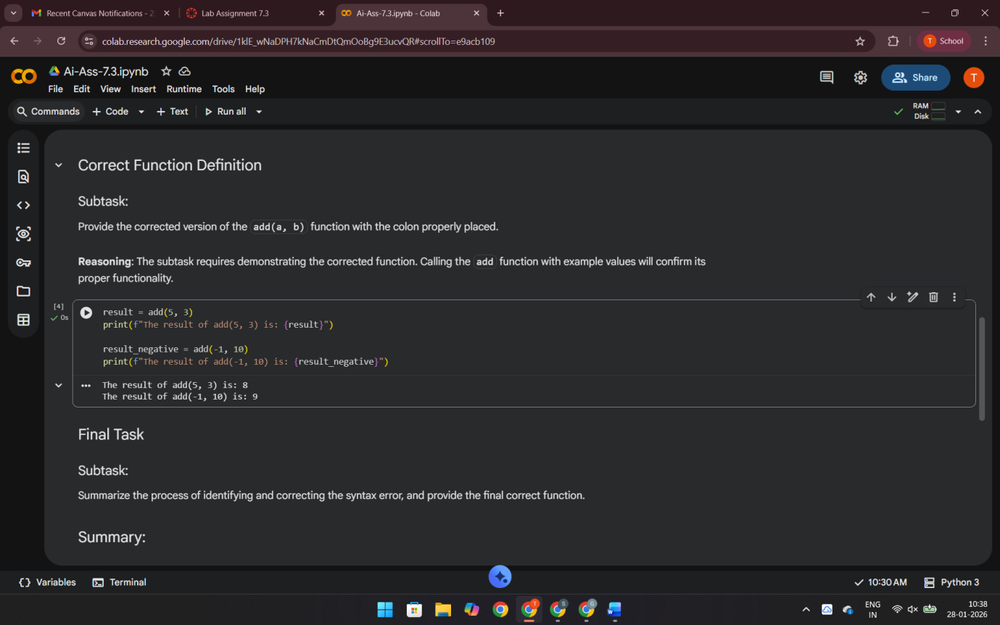 Recent Canvas Notifications - 2
Lab Assignment 7.3
Ai-Ass-7.3.ipynb - Colab
colab.research.google.com/drive/1klE_wNaDPH7kNaCmDtQmOoBg9E3ucvQR#scrollTo=e9acb109
T School
Ai-Ass-7.3.ipynb
Share
T
File Edit View Insert Runtime Tools Help
Commands + Code + Text Run all
RAM
Disk
Correct Function Definition
Subtask:
Provide the corrected version of the add(a, b) function with the colon properly placed.
Reasoning: The subtask requires demonstrating the corrected function. Calling the add function with example values will confirm its
proper functionality.
[4]
0s
result = add(5, 3)
print(f"The result of add(5, 3) is: {result}")
result_negative = add(-1, 10)
print(f"The result of add(-1, 10) is: {result_negative}")
The result of add(5, 3) is: 8
The result of add(-1, 10) is: 9
Final Task
Subtask:
Summarize the process of identifying and correcting the syntax error, and provide the final correct function.
Summary:
Variables Terminal
10:30 AM Python 3
T S G W
ENG
IN
10:38
28-01-2026